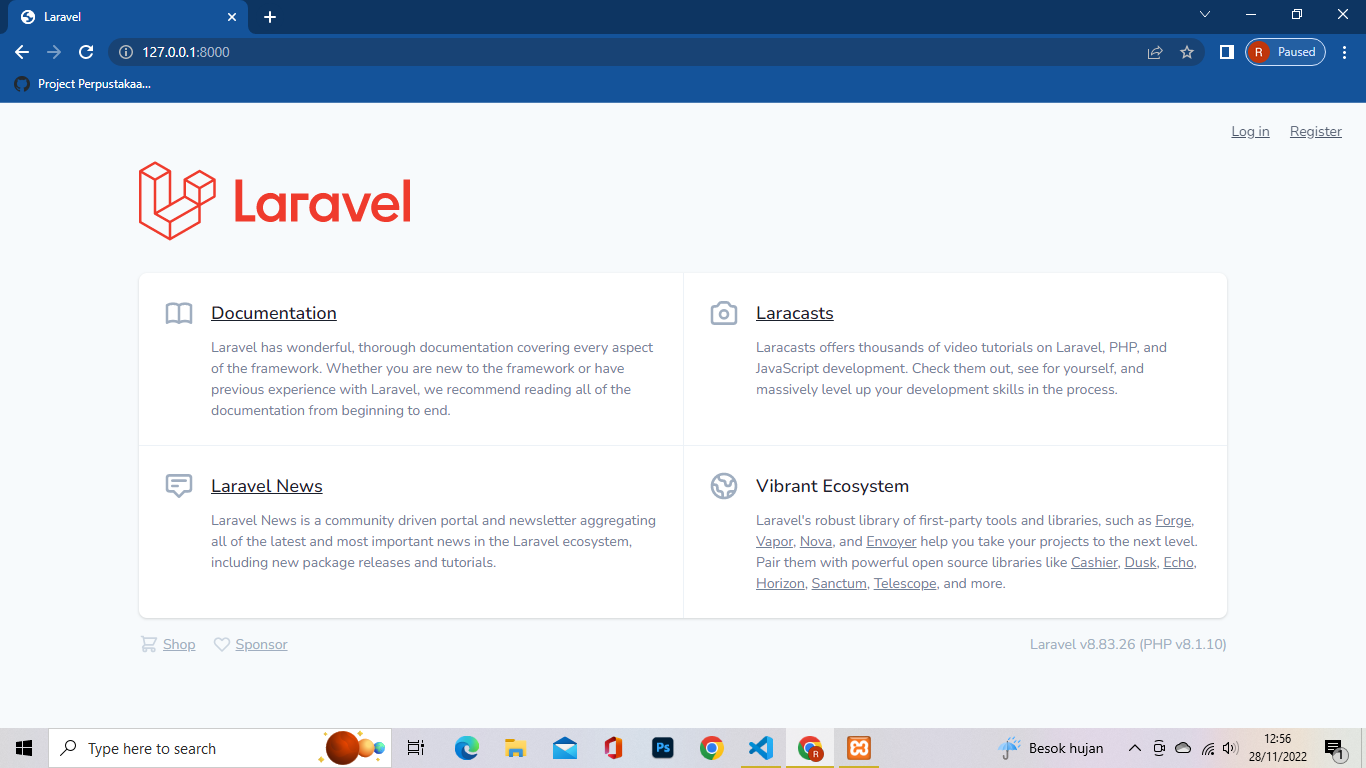 Laravel
127.0.0.1:8000
R Paused
Project Perpustakaa...
Log in Register
Laravel
Documentation
Laravel has wonderful, thorough documentation covering every aspect
of the framework. Whether you are new to the framework or have
previous experience with Laravel, we recommend reading all of the
documentation from beginning to end.
Laracasts
Laracasts offers thousands of video tutorials on Laravel, PHP, and
JavaScript development. Check them out, see for yourself, and
massively level up your development skills in the process.
Laravel News
Laravel News is a community driven portal and newsletter aggregating
all of the latest and most important news in the Laravel ecosystem,
including new package releases and tutorials.
Vibrant Ecosystem
Laravel's robust library of first-party tools and libraries, such as Forge,
Vapor, Nova, and Envoyer help you take your projects to the next level.
Pair them with powerful open source libraries like Cashier, Dusk, Echo,
Horizon, Sanctum, Telescope, and more.
Shop Sponsor
Laravel v8.83.26 (PHP v8.1.10)
Type here to search
Ps
R
Besok hujan
12:56
28/11/2022
1